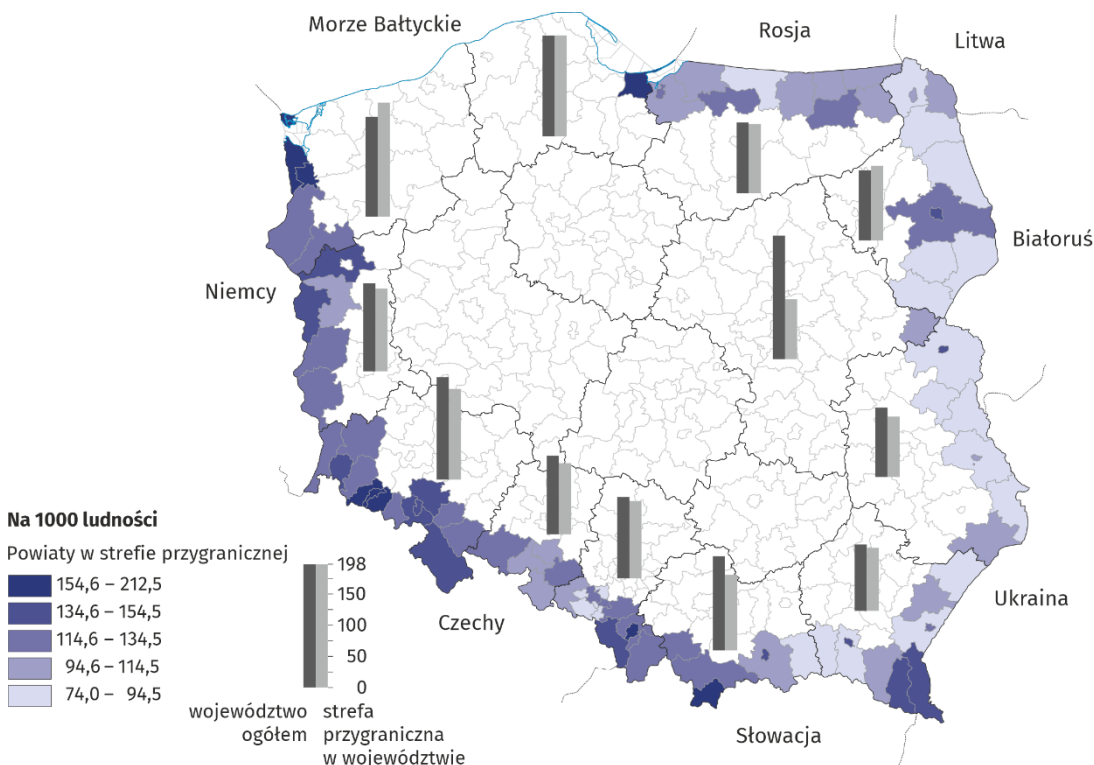 Morze Bałtyckie
Rosja
Litwa
Białoruś
Niemcy
Na 1000 ludności
Powiaty w strefie przygranicznej
154,6 – 212,5
134,6 – 154,5
114,6 – 134,5
94,6 – 114,5
74,0 – 94,5
198
150
100
50
0
województwo ogółem
strefa przygraniczna w województwie
Czechy
Ukraina
Słowacja